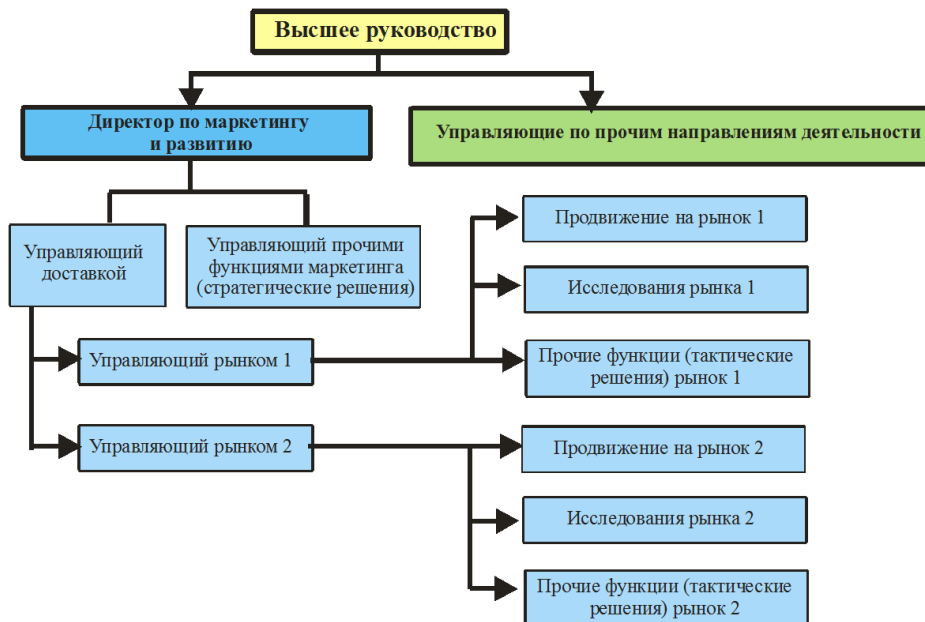 Высшее руководство
Директор по маркетингу
и развитию
Управляющие по прочим направлениям деятельности
Управляющий
доставкой
Управляющий прочими
функциями маркетинга
(стратегические решения)
Продвижение на рынок 1
Исследования рынка 1
Управляющий рынком 1
Прочие функции (тактические
решения) рынок 1
Управляющий рынком 2
Продвижение на рынок 2
Исследования рынка 2
Прочие функции (тактические
решения) рынок 2